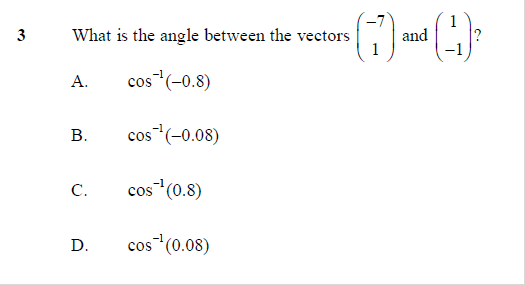 3 What is the angle between the vectors (−7 1) and (1 −1)?
A. cos⁻¹(−0.8)
B. cos⁻¹(−0.08)
C. cos⁻¹(0.8)
D. cos⁻¹(0.08)